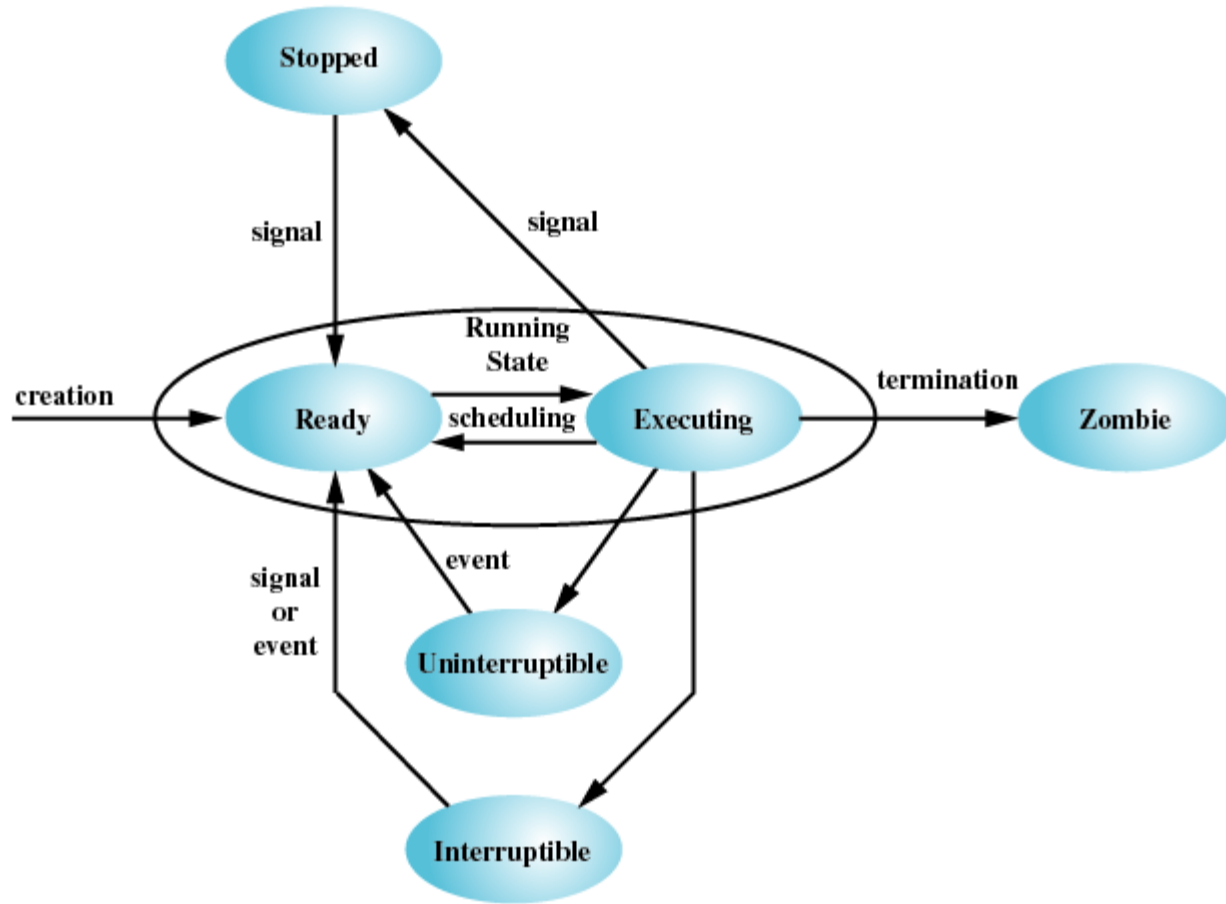 Stopped
signal
signal
Running
State
creation
Ready
scheduling
Executing
termination
Zombie
signal
or
event
event
Uninterruptible
Interruptible